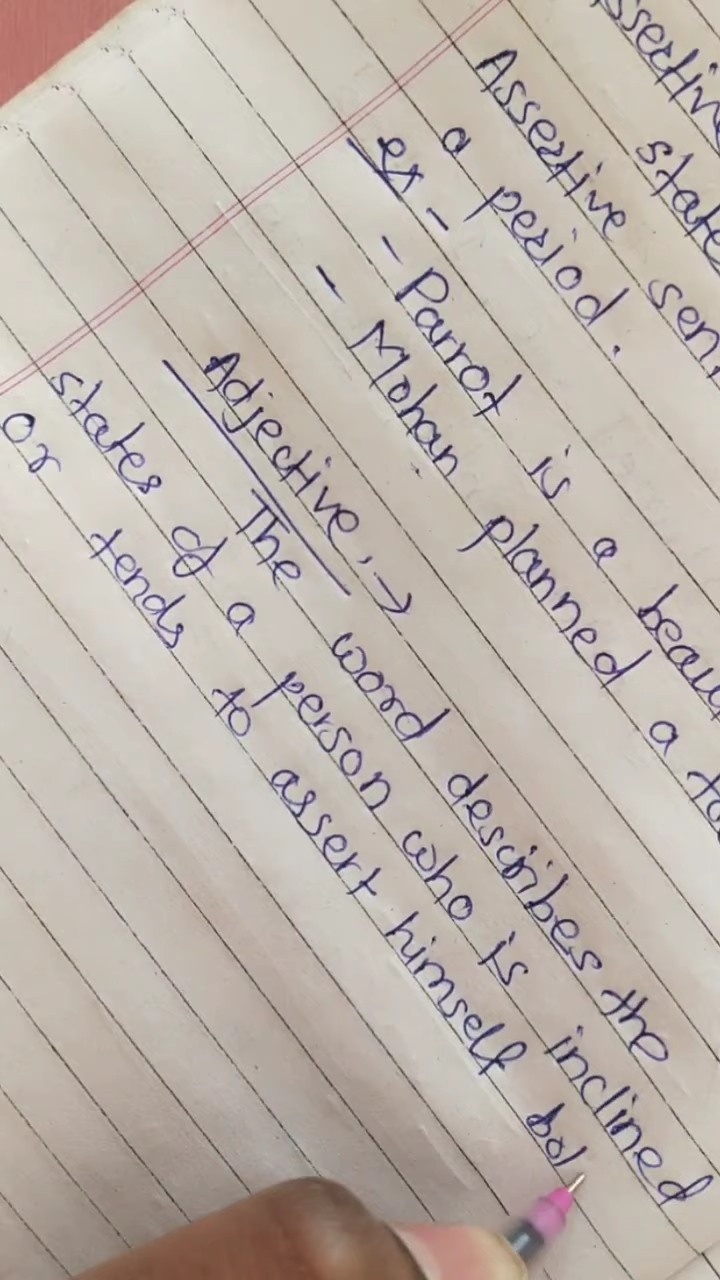 Assertive
state
Assertive sen
a period.
ex -
- Parrot is a beau
- Mohan planned a to
Adjective, →
The word describes the
states of a person who is inclined
or tends to assert himself bol